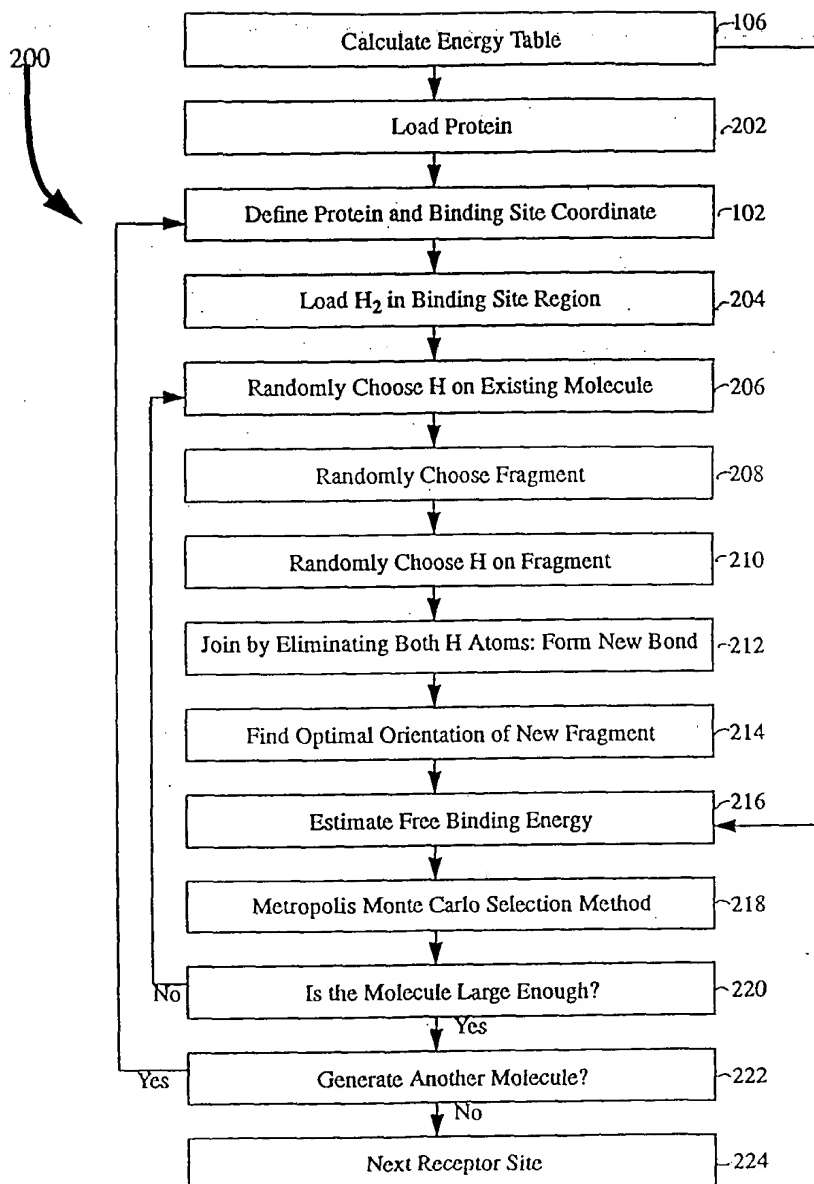 200
Calculate Energy Table
106
Load Protein
202
Define Protein and Binding Site Coordinate
102
Load H₂ in Binding Site Region
204
Randomly Choose H on Existing Molecule
206
Randomly Choose Fragment
208
Randomly Choose H on Fragment
210
Join by Eliminating Both H Atoms: Form New Bond
212
Find Optimal Orientation of New Fragment
214
Estimate Free Binding Energy
216
Metropolis Monte Carlo Selection Method
218
No
Is the Molecule Large Enough?
220
Yes
Yes
Generate Another Molecule?
222
No
Next Receptor Site
224